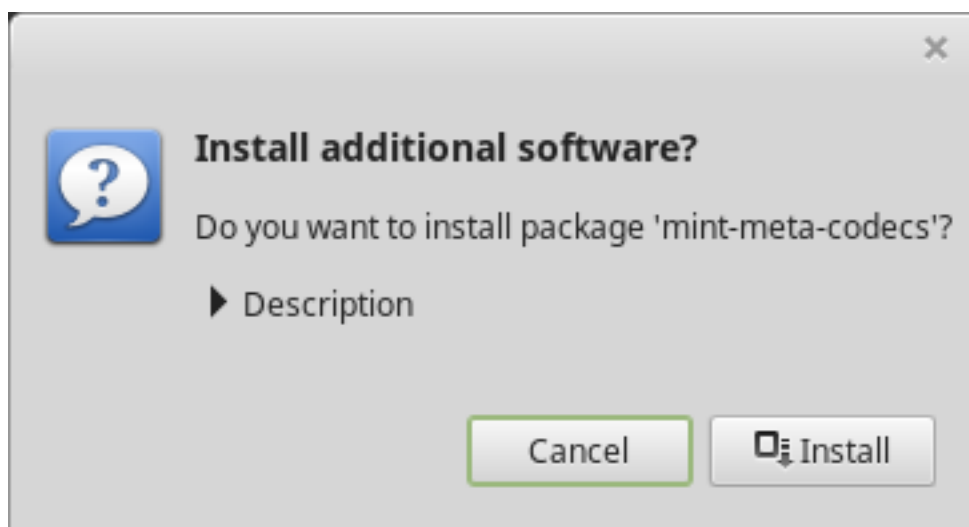 Install additional software?
Do you want to install package 'mint-meta-codecs'?
Description
Cancel
Install